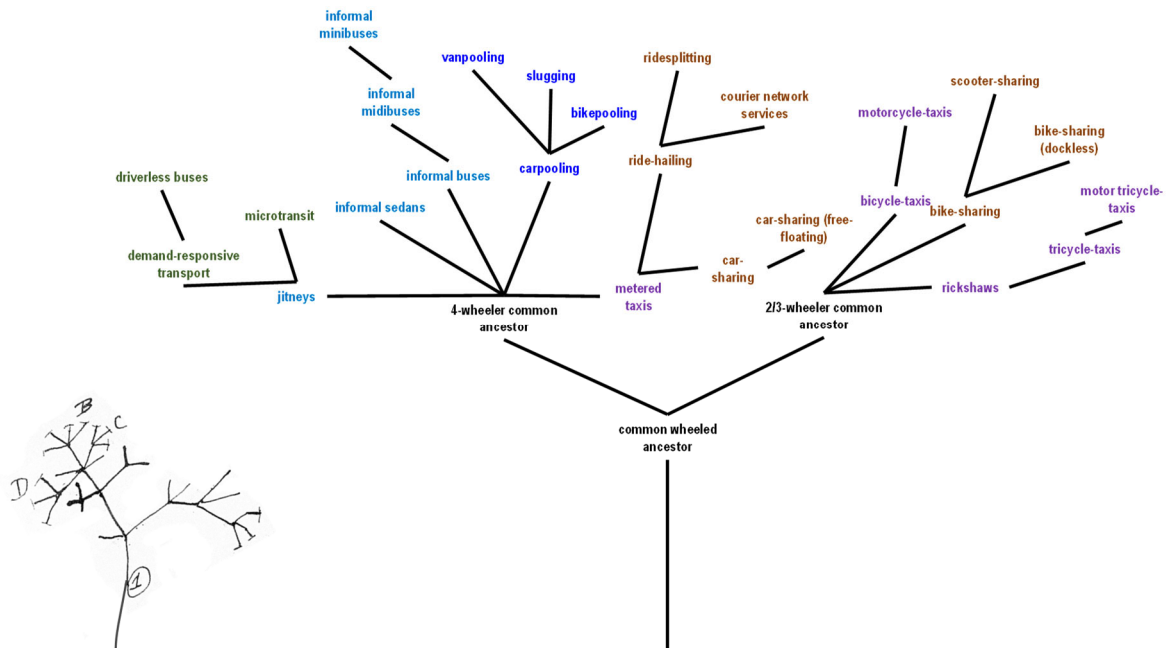 informal
minibuses
vanpooling
ridesplitting
slugging
scooter-sharing
informal
midibuses
courier network
services
bikepooling
motorcycle-taxis
bike-sharing
(dockless)
ride-hailing
carpooling
informal buses
driverless buses
motor tricycle-
taxis
bicycle-taxis
informal sedans
bike-sharing
microtransit
car-sharing (free-
floating)
demand-responsive
transport
tricycle-taxis
car-
sharing
jitneys
metered
taxis
rickshaws
4-wheeler common
ancestor
2/3-wheeler common
ancestor
common wheeled
ancestor
B
C
D
1